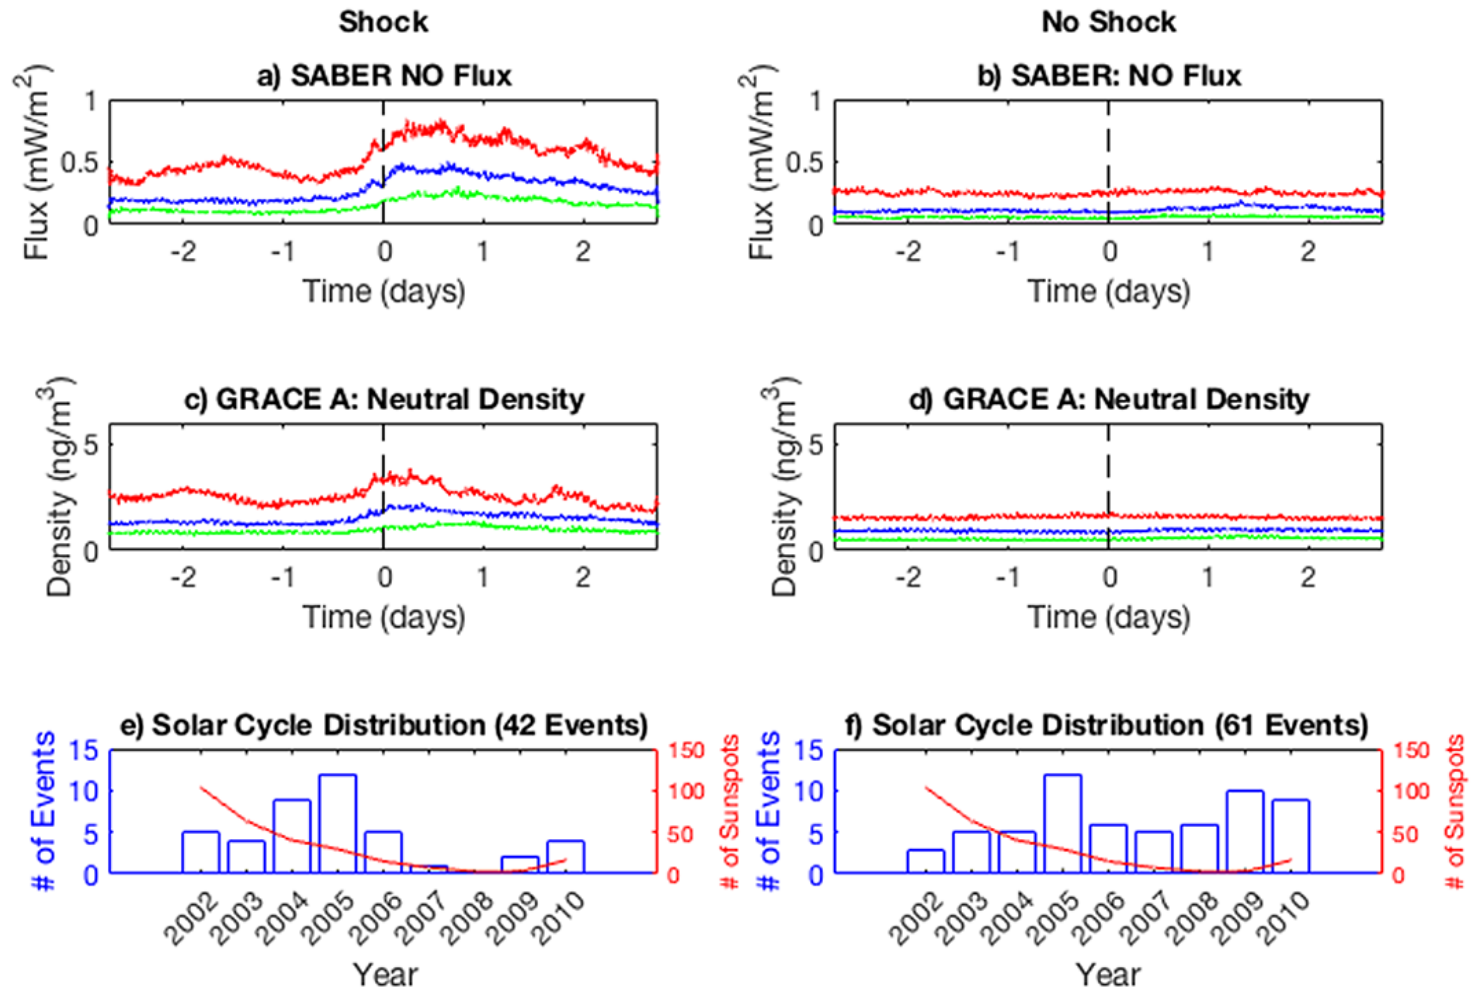 Shock
No Shock
a) SABER NO Flux
b) SABER: NO Flux
Flux (mW/m²)
1
0.5
0
-2 -1 0 1 2
Time (days)
Flux (mW/m²)
1
0.5
0
-2 -1 0 1 2
Time (days)
c) GRACE A: Neutral Density
d) GRACE A: Neutral Density
Density (ng/m³)
5
0
-2 -1 0 1 2
Time (days)
Density (ng/m³)
5
0
-2 -1 0 1 2
Time (days)
e) Solar Cycle Distribution (42 Events)
f) Solar Cycle Distribution (61 Events)
# of Events
15
10
5
0
150
100
50
0
# of Sunspots
2002 2003 2004 2005 2006 2007 2008 2009 2010
Year
# of Events
15
10
5
0
150
100
50
0
# of Sunspots
2002 2003 2004 2005 2006 2007 2008 2009 2010
Year